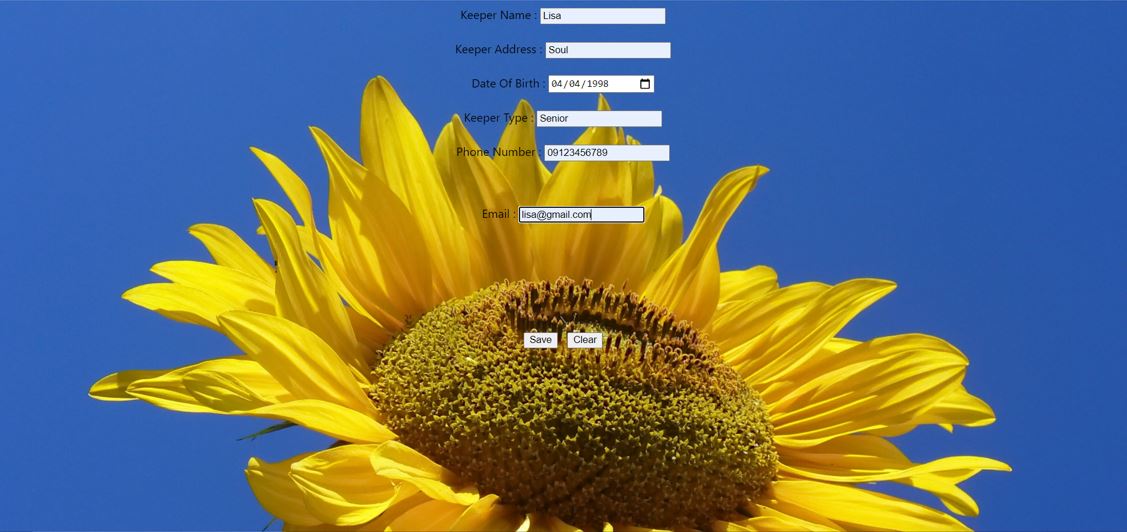 Keeper Name : Lisa
Keeper Address : Soul
Date Of Birth : 04/04/1998
Keeper Type : Senior
Phone Number : 09123456789
Email : lisa@gmail.com
Save Clear